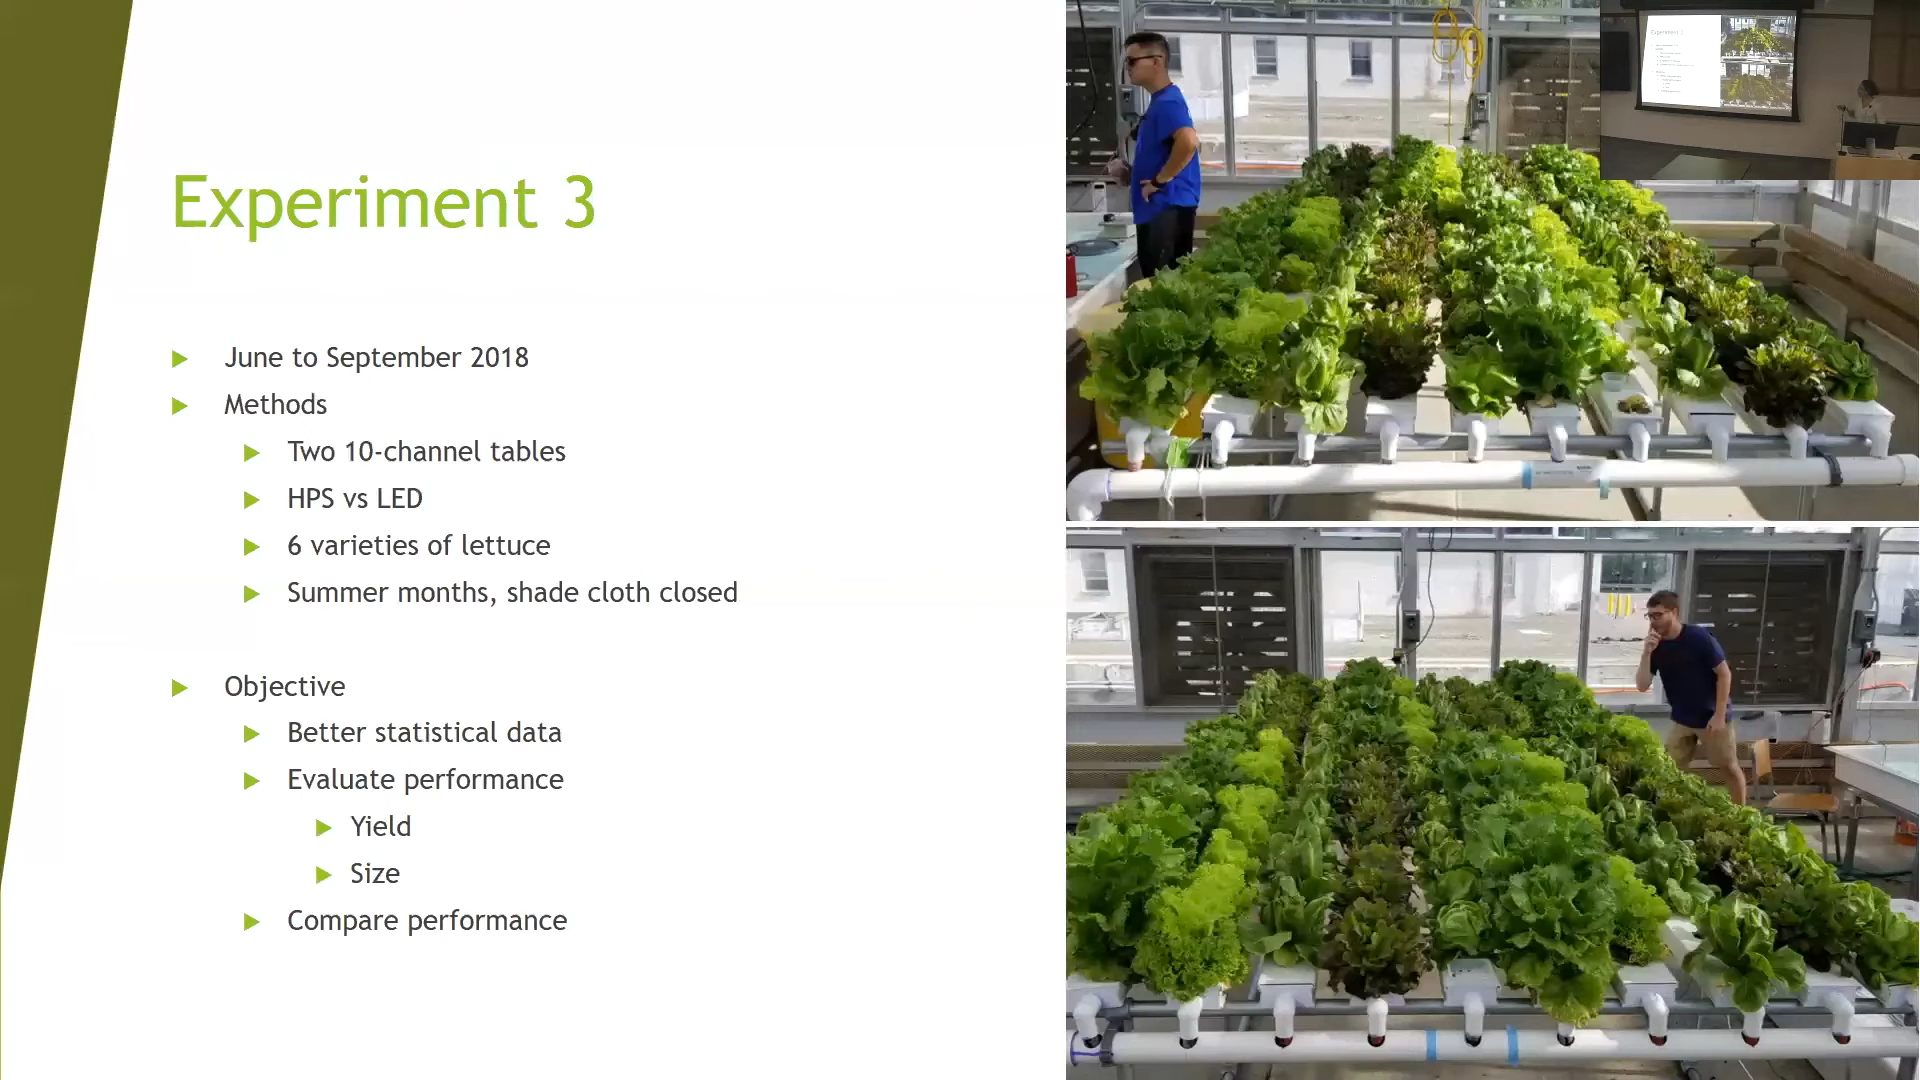 Experiment 3
June to September 2018
Methods
Two 10-channel tables
HPS vs LED
6 varieties of lettuce
Summer months, shade cloth closed
Objective
Better statistical data
Evaluate performance
Yield
Size
Compare performance